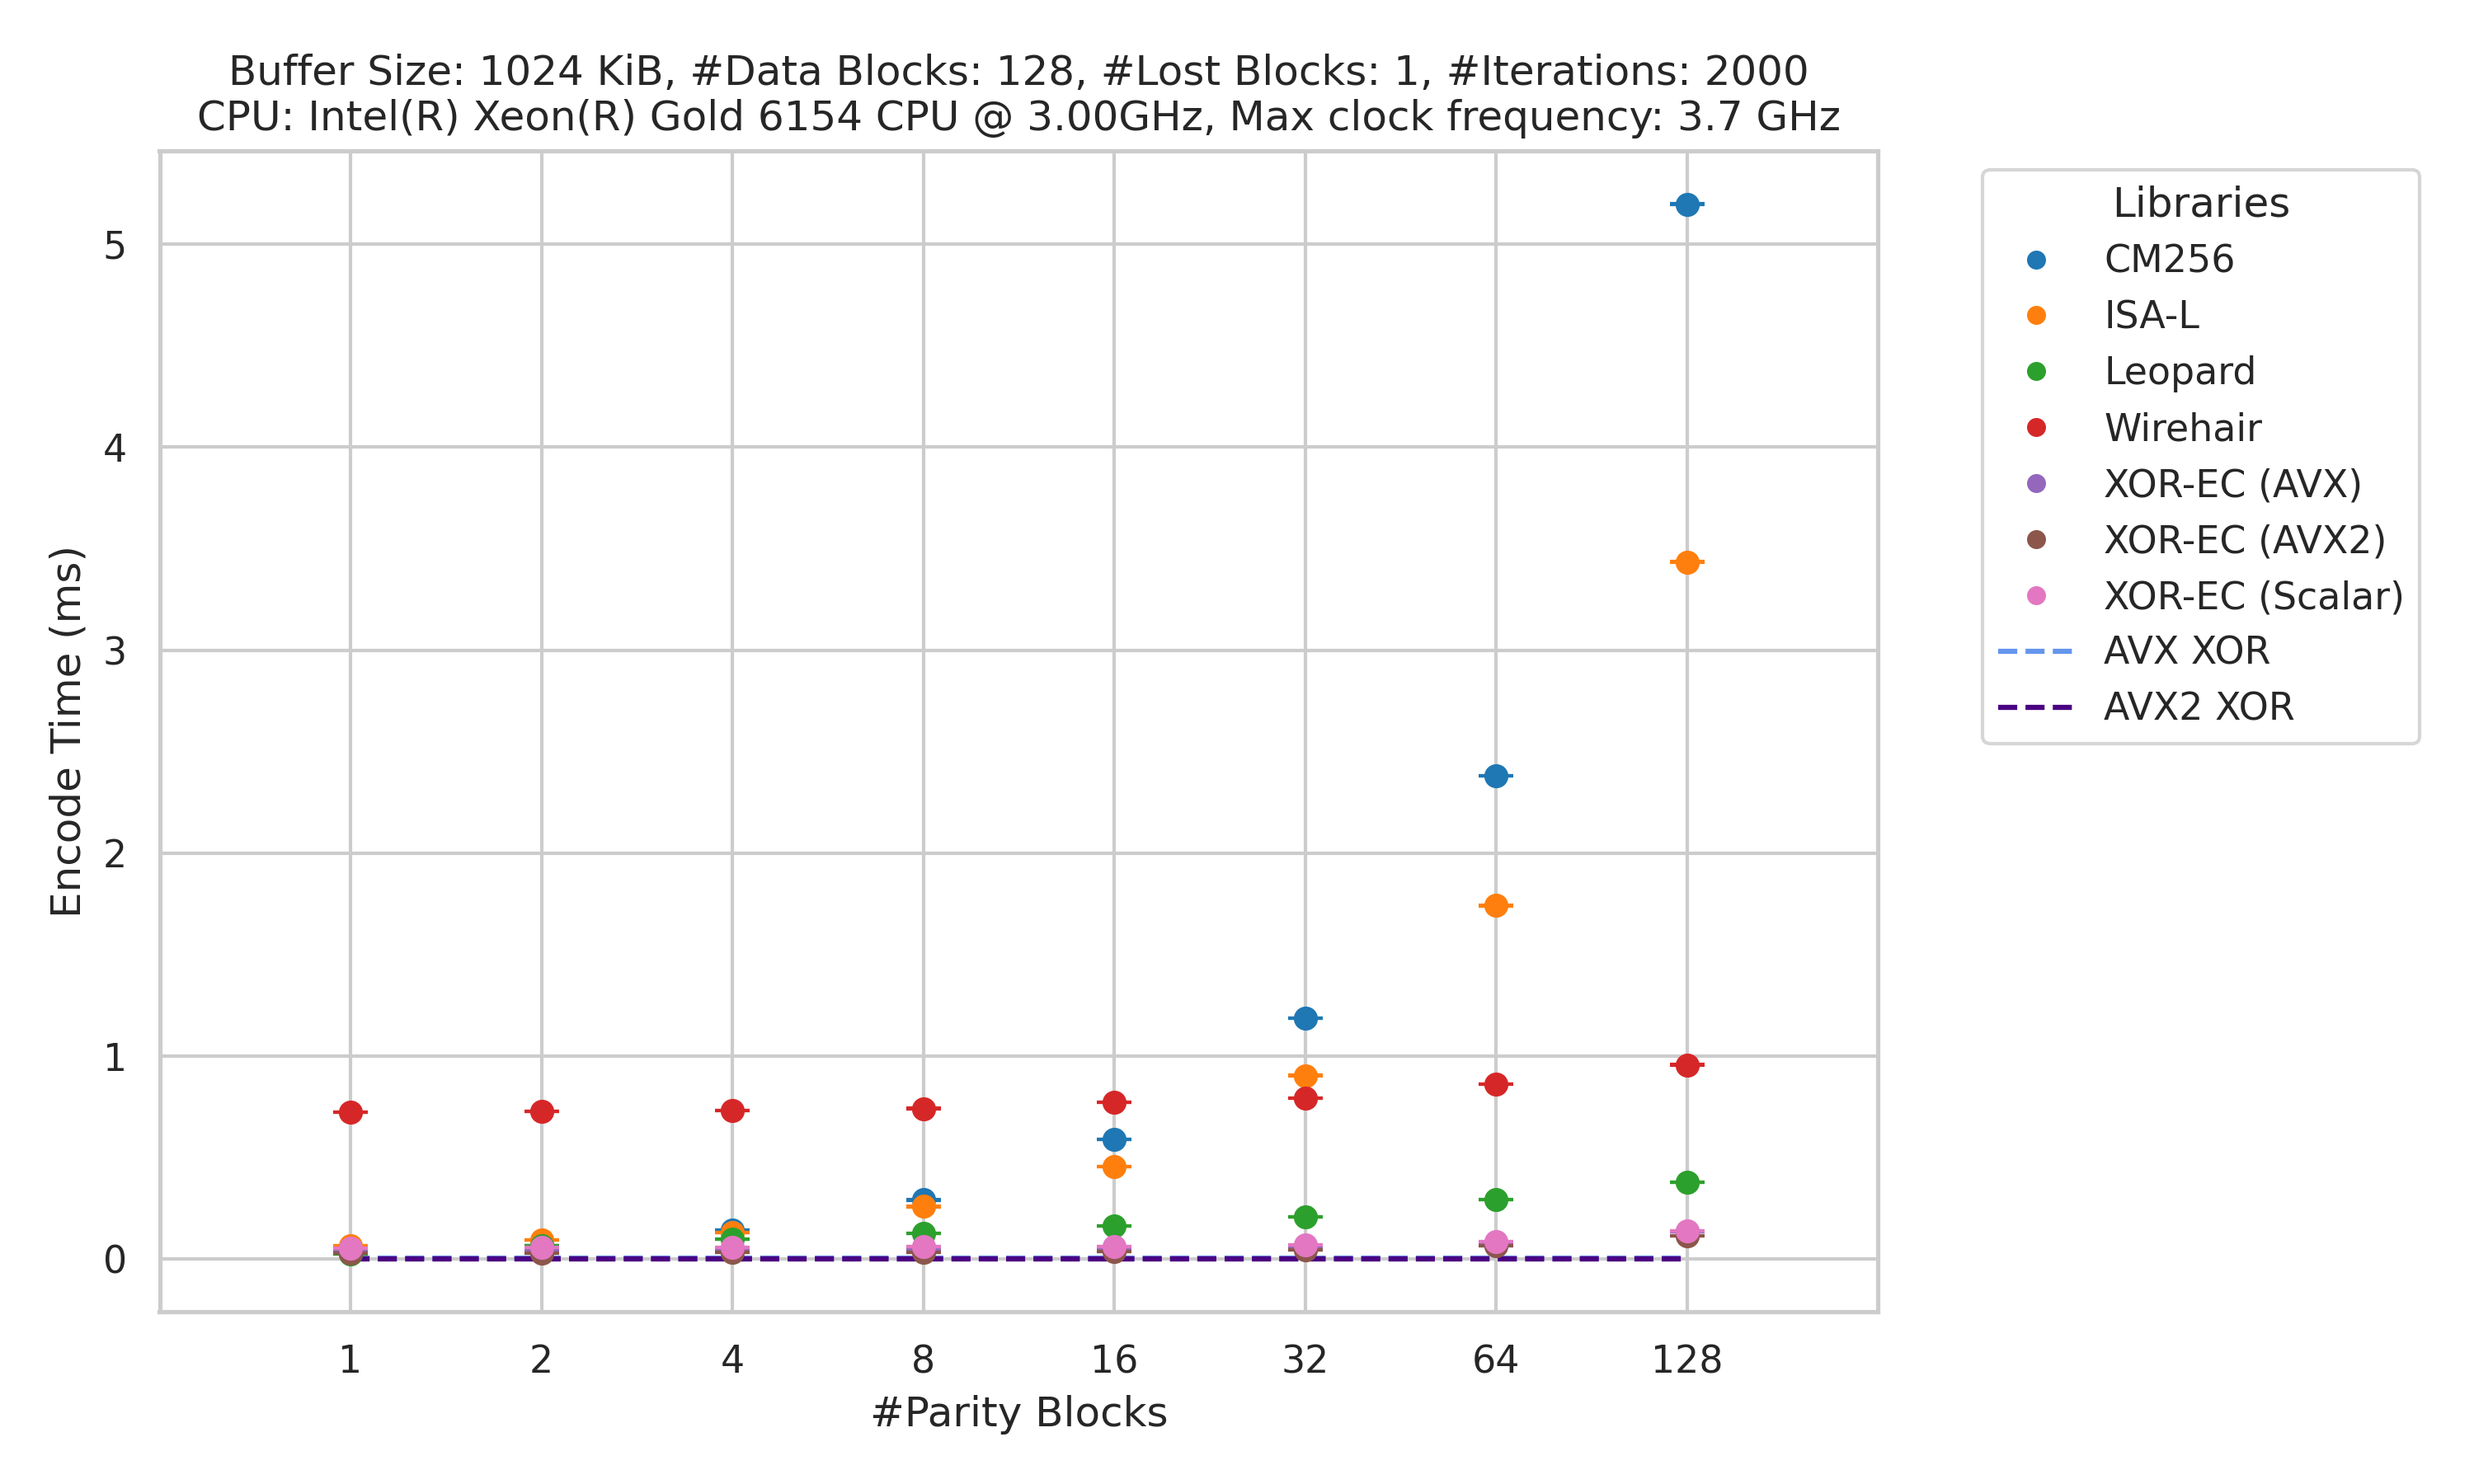 Buffer Size: 1024 KiB, #Data Blocks: 128, #Lost Blocks: 1, #Iterations: 2000
CPU: Intel(R) Xeon(R) Gold 6154 CPU @ 3.00GHz, Max clock frequency: 3.7 GHz
Encode Time (ms)
5
4
3
2
1
0
1 2 4 8 16 32 64 128
#Parity Blocks
Libraries
CM256
ISA-L
Leopard
Wirehair
XOR-EC (AVX)
XOR-EC (AVX2)
XOR-EC (Scalar)
AVX XOR
AVX2 XOR